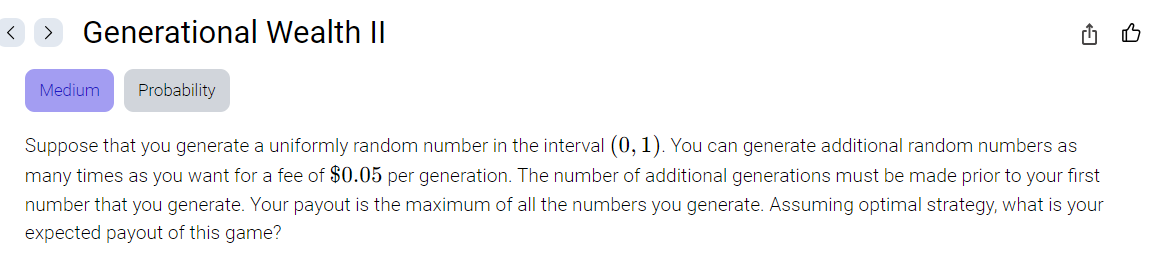 Generational Wealth II
Medium Probability
Suppose that you generate a uniformly random number in the interval (0, 1). You can generate additional random numbers as
many times as you want for a fee of $0.05 per generation. The number of additional generations must be made prior to your first
number that you generate. Your payout is the maximum of all the numbers you generate. Assuming optimal strategy, what is your
expected payout of this game?